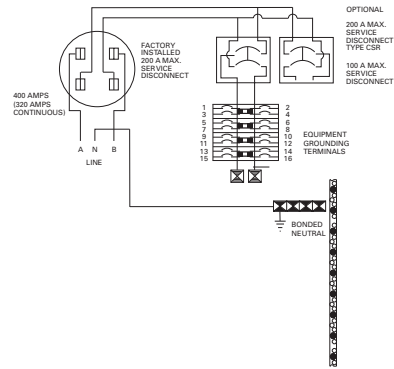 OPTIONAL
200 A MAX.
SERVICE
DISCONNECT
TYPE CSR
100 A MAX.
SERVICE
DISCONNECT
FACTORY
INSTALLED
200 A MAX.
SERVICE
DISCONNECT
400 AMPS
(320 AMPS
CONTINUOUS)
A N B
LINE
1 2
3 4
5 6
7 8
9 10
11 12
13 14
15 16
EQUIPMENT
GROUNDING
TERMINALS
BONDED
NEUTRAL